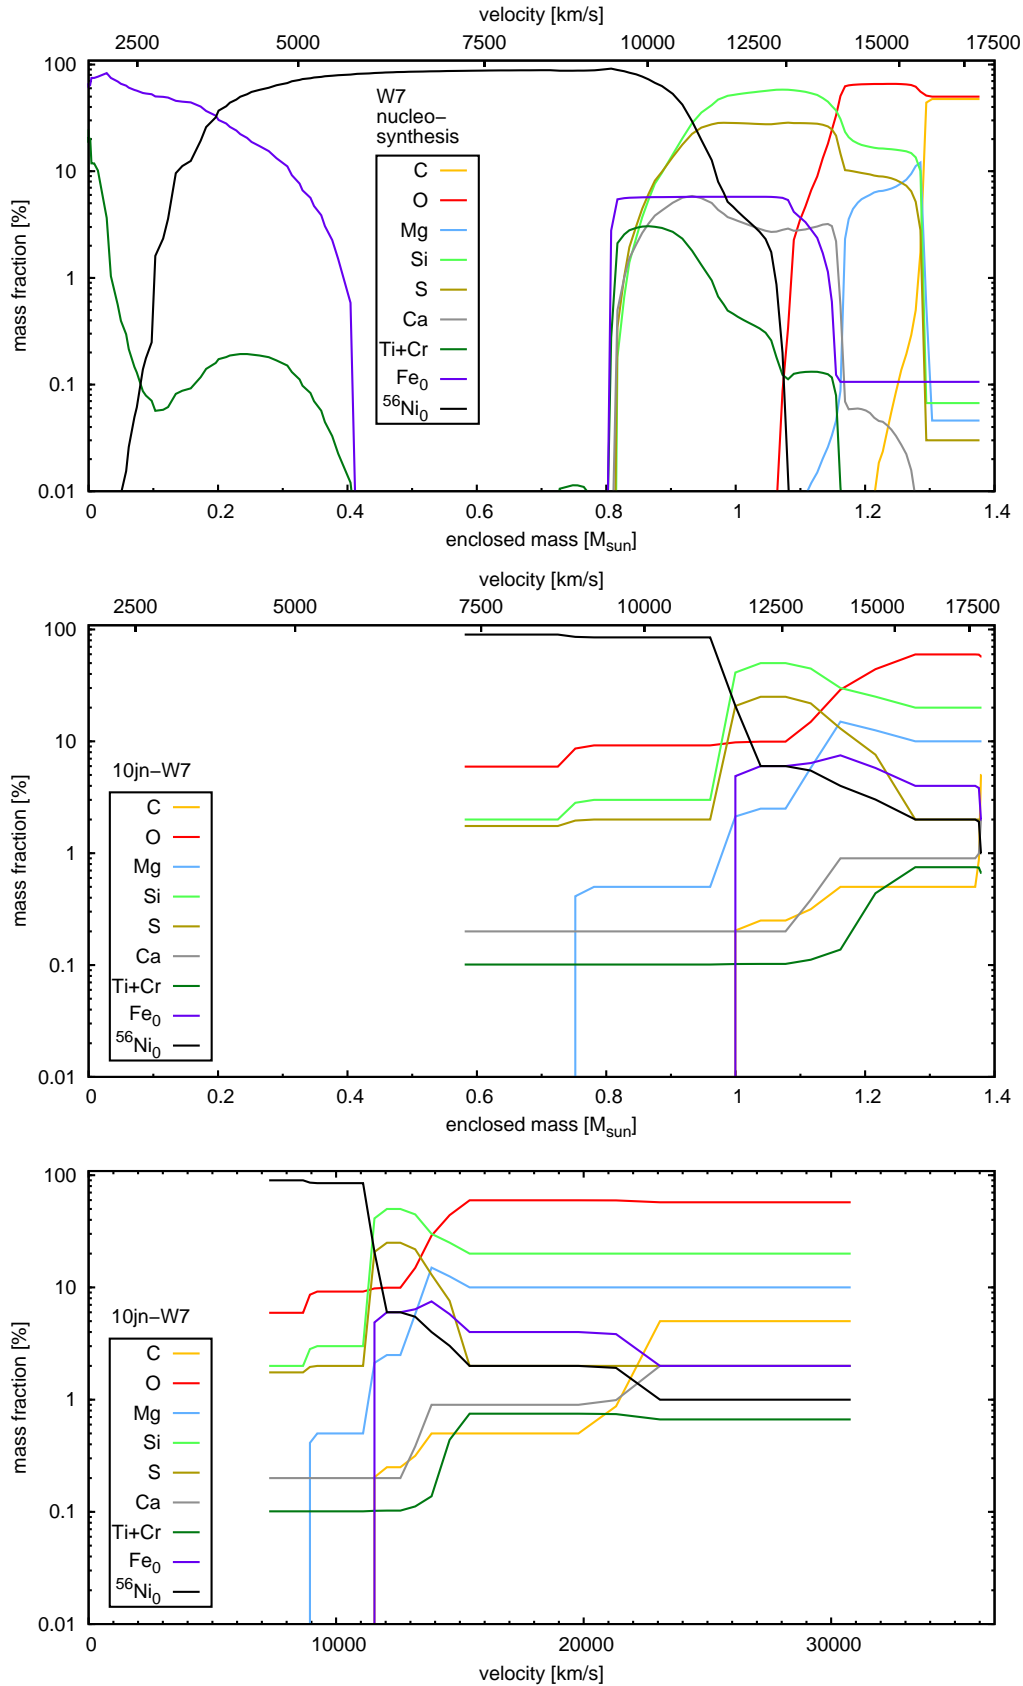 velocity [km/s]
2500 5000 7500 10000 12500 15000 17500
100
10
1
0.1
0.01
mass fraction [%]
W7
nucleo-
synthesis
C
O
Mg
Si
S
Ca
Ti+Cr
Fe0
56Ni0
0 0.2 0.4 0.6 0.8 1 1.2 1.4
enclosed mass [Msun]
velocity [km/s]
2500 5000 7500 10000 12500 15000 17500
100
10
1
0.1
0.01
mass fraction [%]
10jn-W7
C
O
Mg
Si
S
Ca
Ti+Cr
Fe0
56Ni0
0 0.2 0.4 0.6 0.8 1 1.2 1.4
enclosed mass [Msun]
100
10
1
0.1
0.01
mass fraction [%]
10jn-W7
C
O
Mg
Si
S
Ca
Ti+Cr
Fe0
56Ni0
0 10000 20000 30000
velocity [km/s]